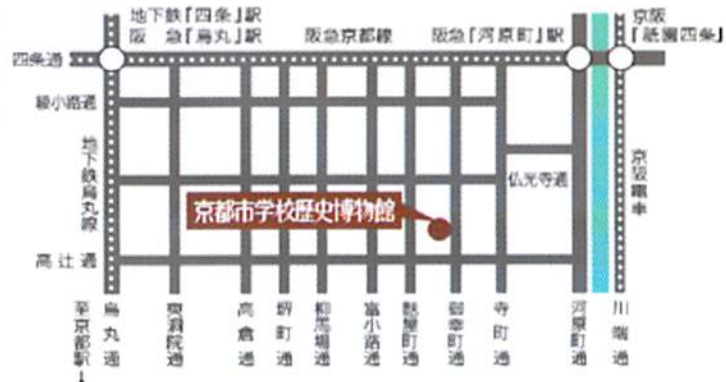 地下鉄『四条』駅
阪 急『烏丸』駅
阪急京都線
阪急『河原町』駅
京阪
『祇園四条』
四条通
綾小路通
地下鉄烏丸線
仏光寺通
京阪電車
京都市学校歴史博物館
高辻通
至京都駅↓
烏丸通
東洞院通
高倉通
堺町通
柳馬場通
富小路通
麩屋町通
御幸町通
寺町通
河原町通
川端通